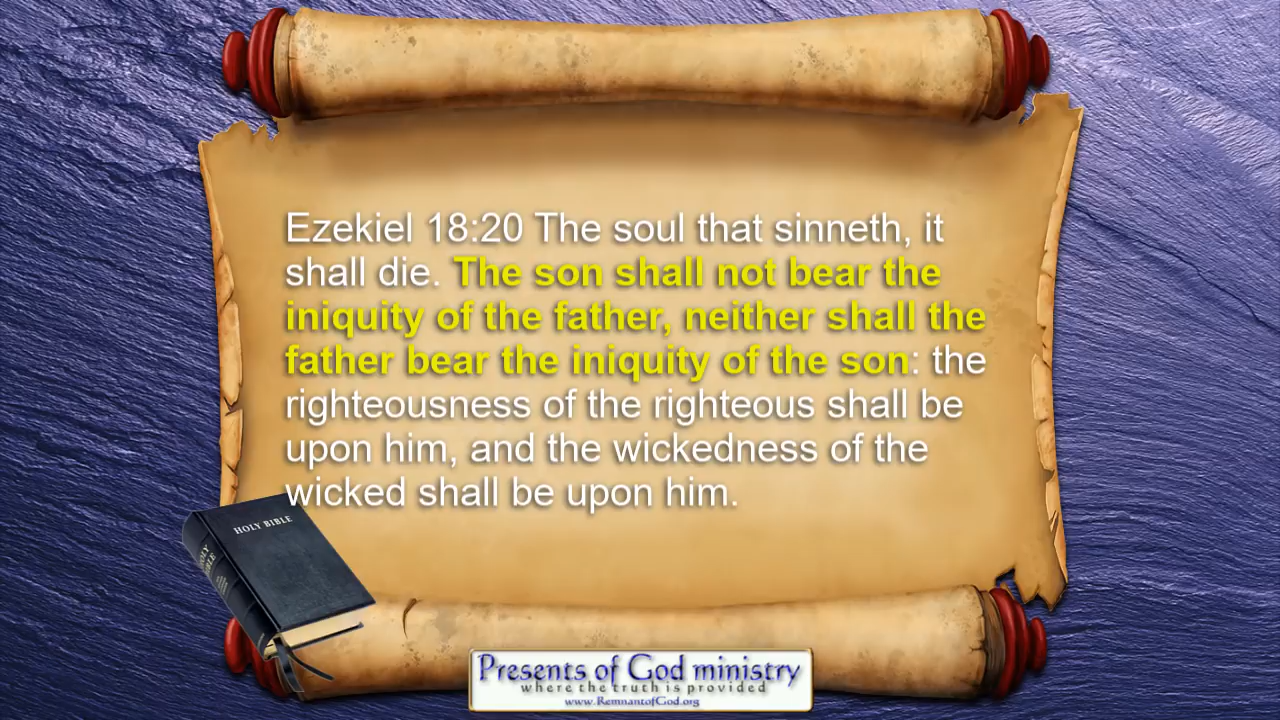 Ezekiel 18:20 The soul that sinneth, it
shall die. The son shall not bear the
iniquity of the father, neither shall the
father bear the iniquity of the son: the
righteousness of the righteous shall be
upon him, and the wickedness of the
wicked shall be upon him.
HOLY BIBLE
HOLY
BIBLE
Presents of God ministry
where the truth is provided
www.RemnantofGod.org